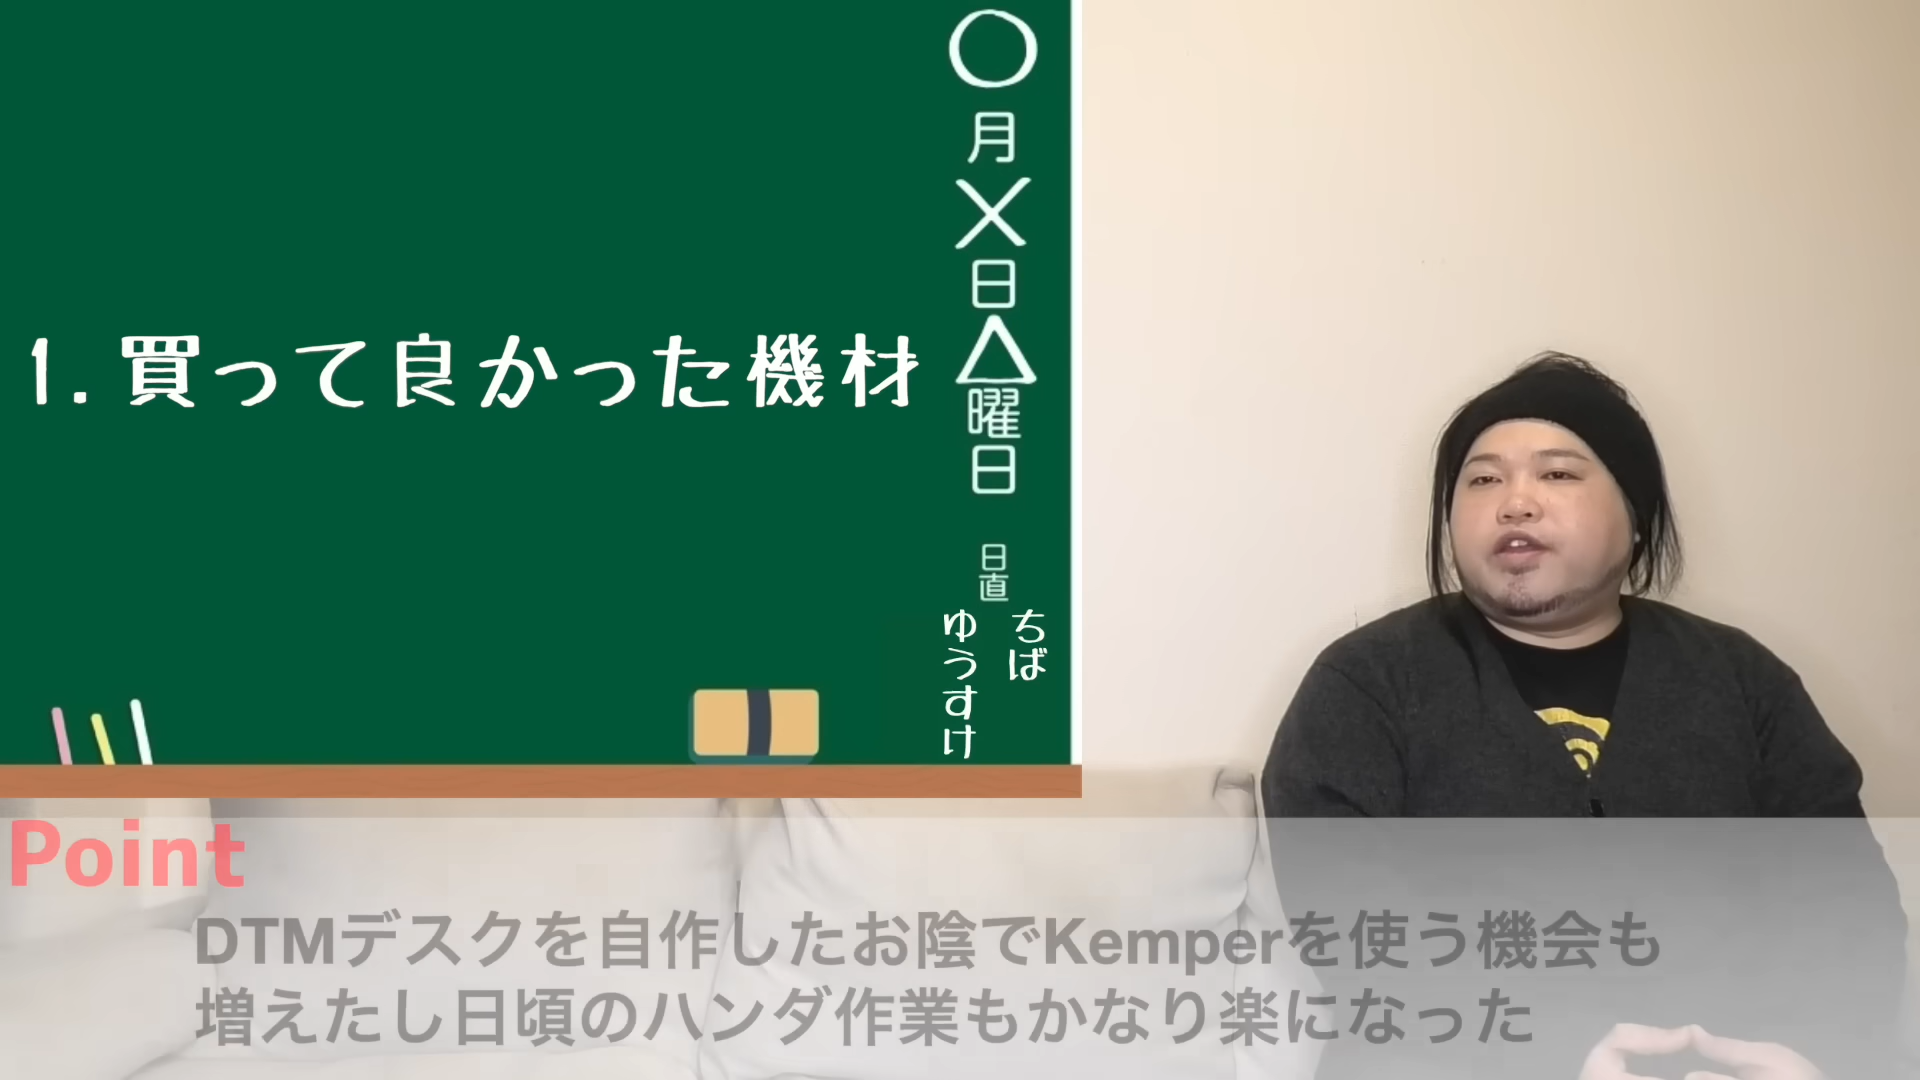 1.買って良かった機材
〇月×日△曜日
日直
ちば
ゆうすけ
Point
DTMデスクを自作したお陰でKemperを使う機会も
増えたし日頃のハンダ作業もかなり楽になった